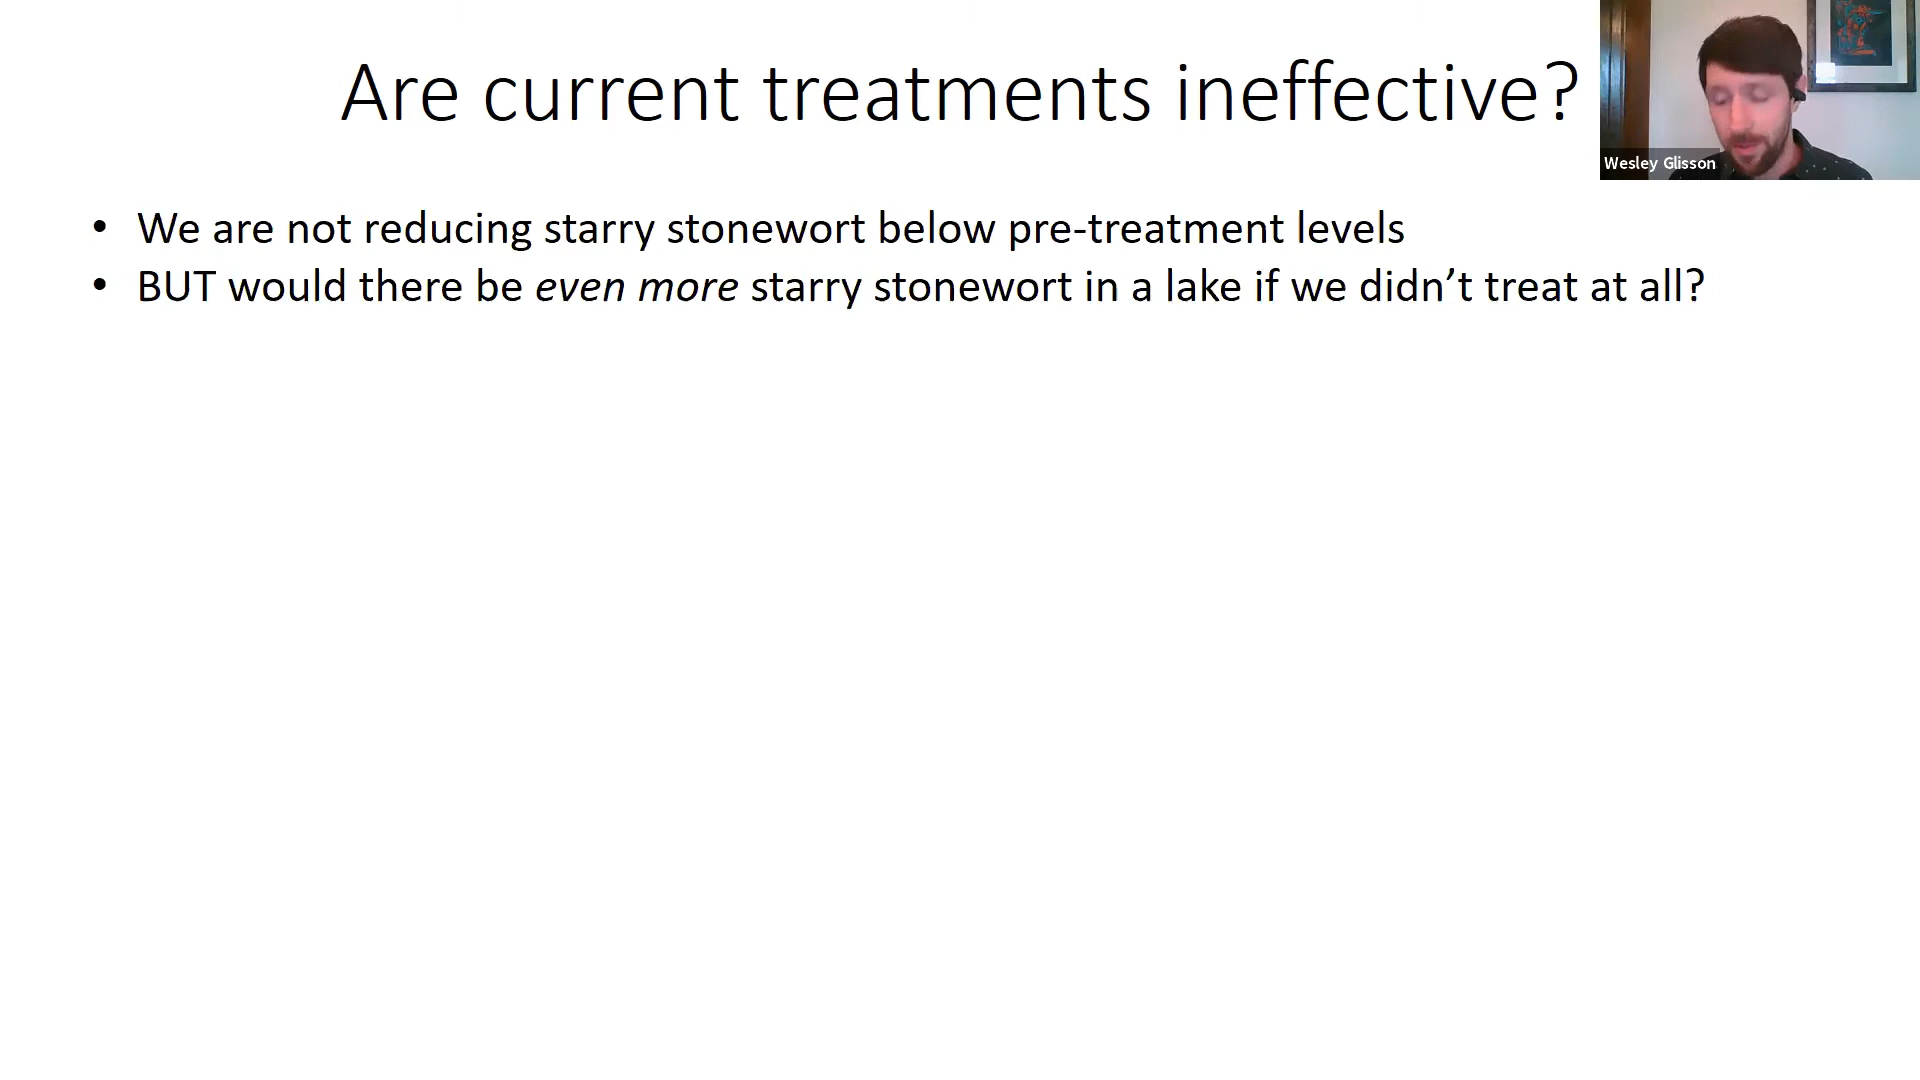 Are current treatments ineffective?
Wesley Glisson
• We are not reducing starry stonewort below pre-treatment levels
• BUT would there be even more starry stonewort in a lake if we didn’t treat at all?